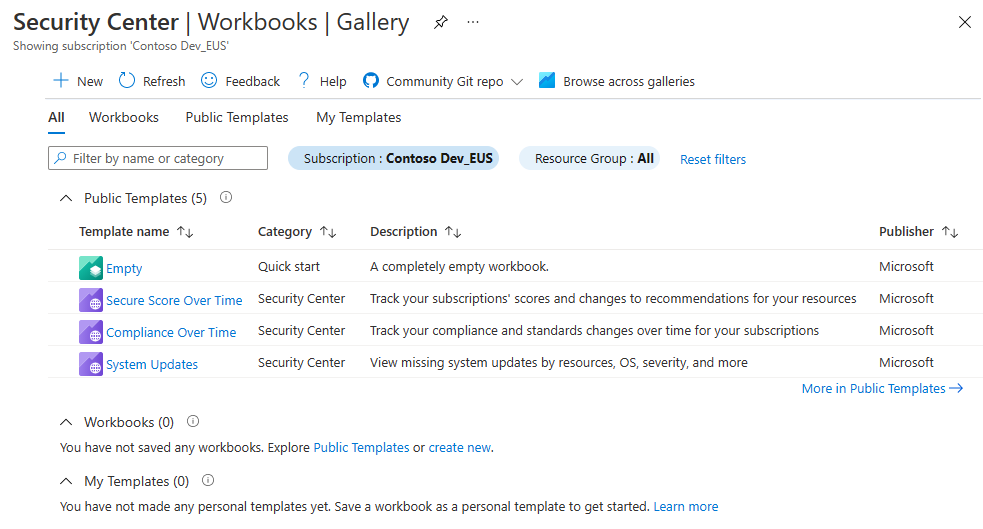 Security Center | Workbooks | Gallery ...
Showing subscription 'Contoso Dev_EUS'
New Refresh Feedback Help Community Git repo Browse across galleries
All Workbooks Public Templates My Templates
Filter by name or category Subscription : Contoso Dev_EUS Resource Group : All Reset filters
Public Templates (5)
Template name Category Description Publisher
Empty Quick start A completely empty workbook. Microsoft
Secure Score Over Time Security Center Track your subscriptions' scores and changes to recommendations for your resources Microsoft
Compliance Over Time Security Center Track your compliance and standards changes over time for your subscriptions Microsoft
System Updates Security Center View missing system updates by resources, OS, severity, and more Microsoft
More in Public Templates
Workbooks (0)
You have not saved any workbooks. Explore Public Templates or create new.
My Templates (0)
You have not made any personal templates yet. Save a workbook as a personal template to get started. Learn more